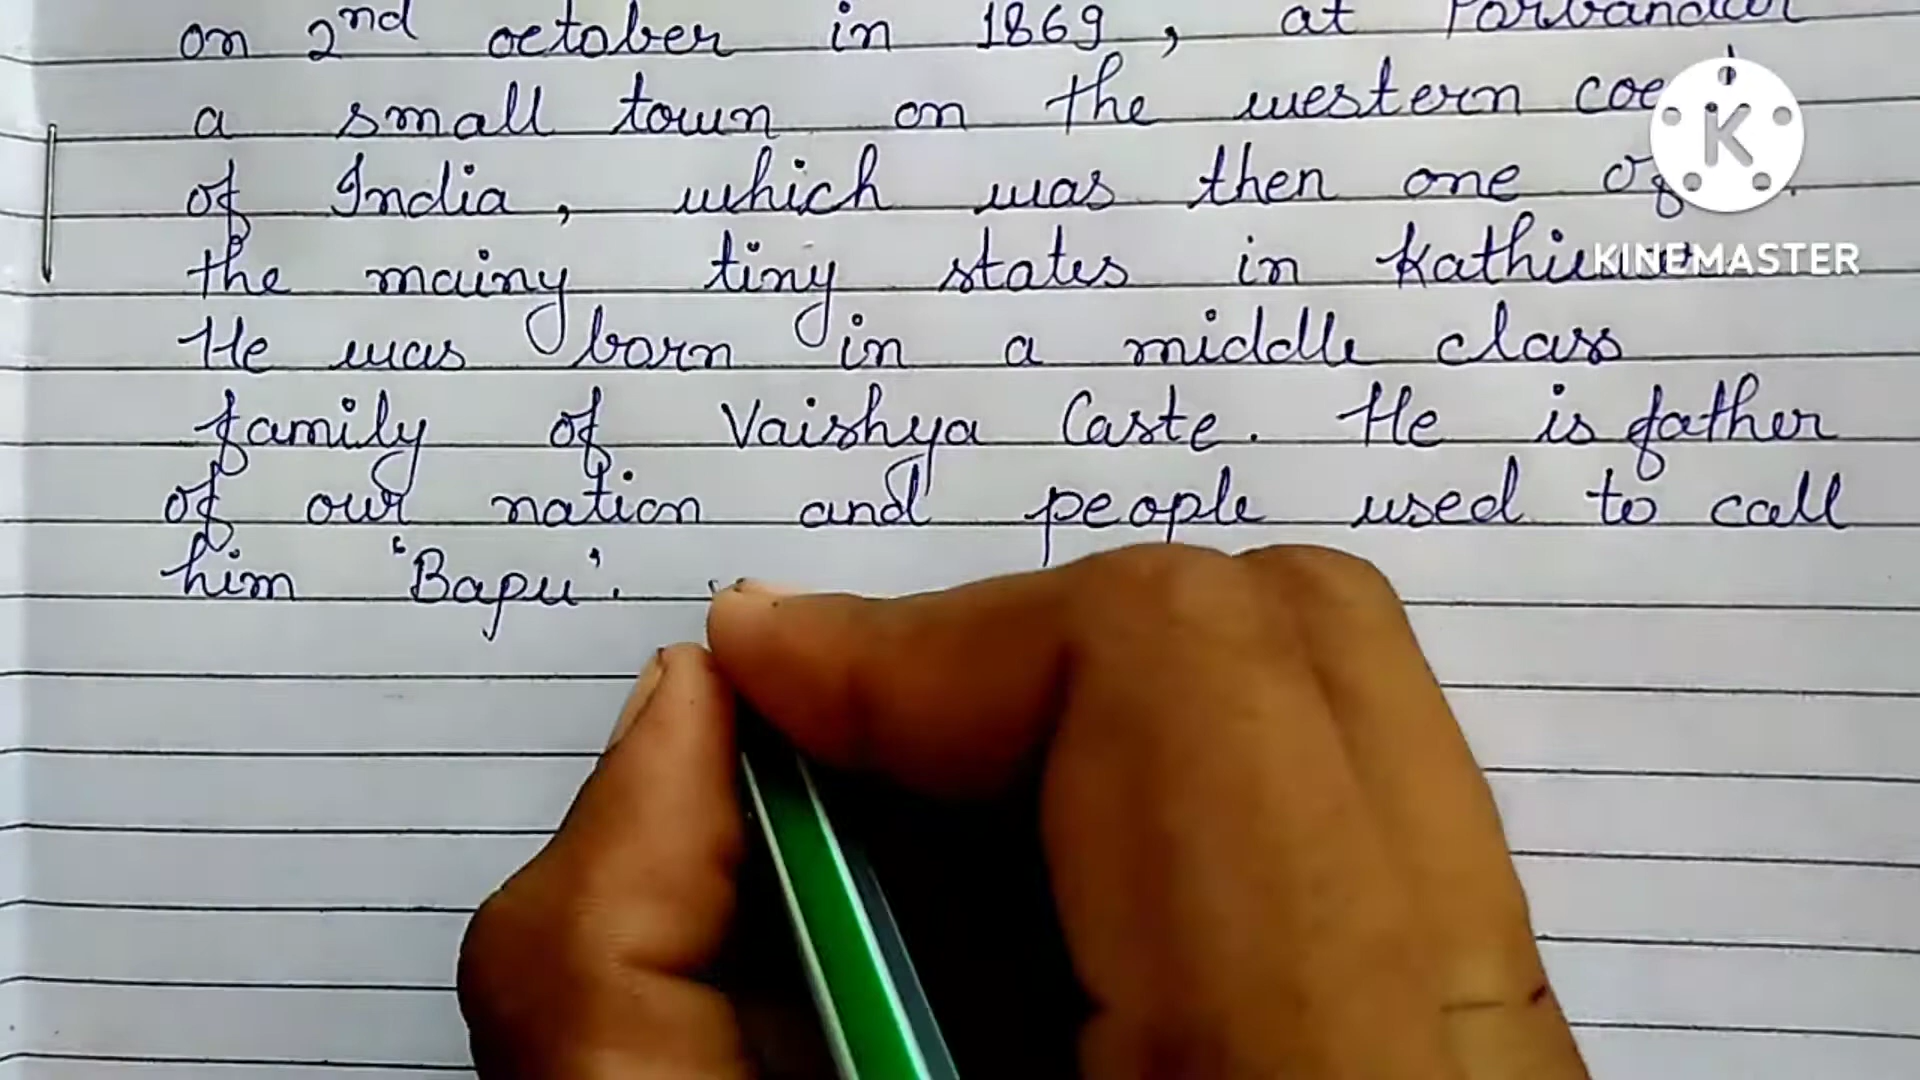 on 2nd october in 1869, at Porbandar
a small town on the western
of India, which was then one of
the mainy tiny states in
He was born in a middle class
family of Vaishya Caste. He is father
of our nation and people used to call
him 'Bapu'.
K
KINEMASTER